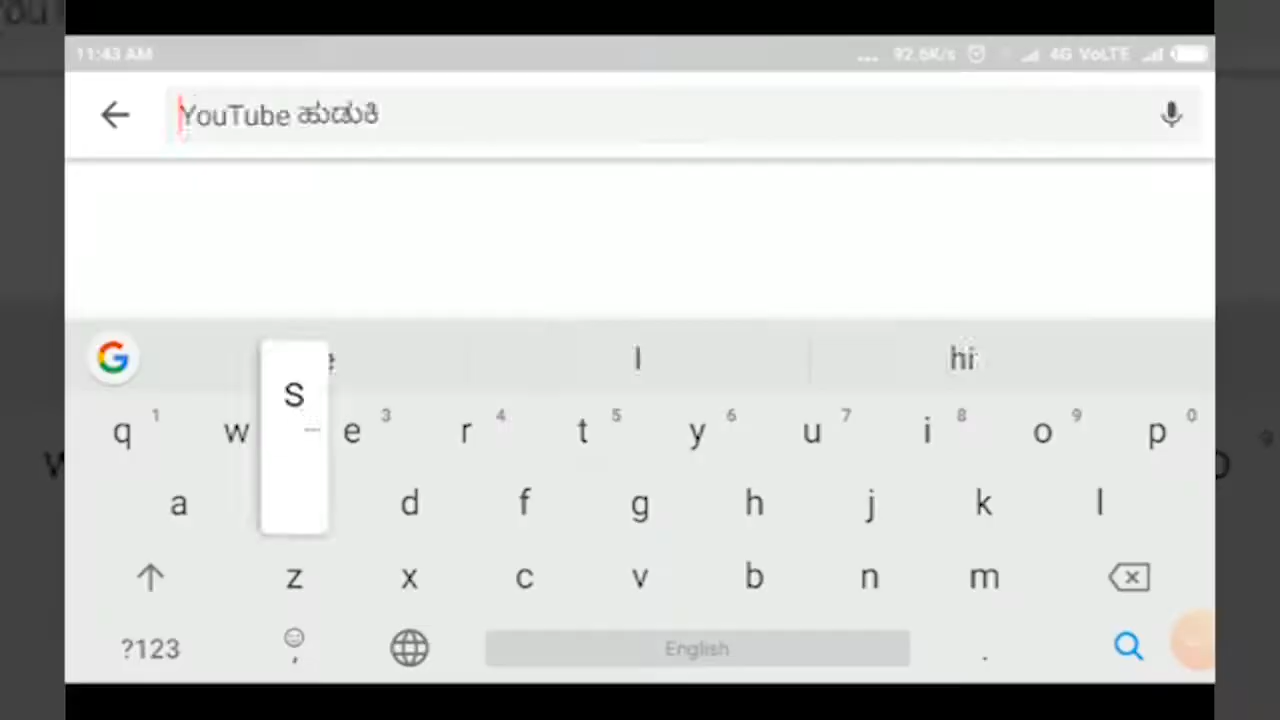 11:43 AM ... 92.6K/s 4G VoLTE
YouTube ಹುಡುಕಿ
I hi
S
q 1 w e 3 r 4 t 5 y 6 u 7 i 8 o 9 p 0
a d f g h j k l
z x c v b n m
?123 , English .